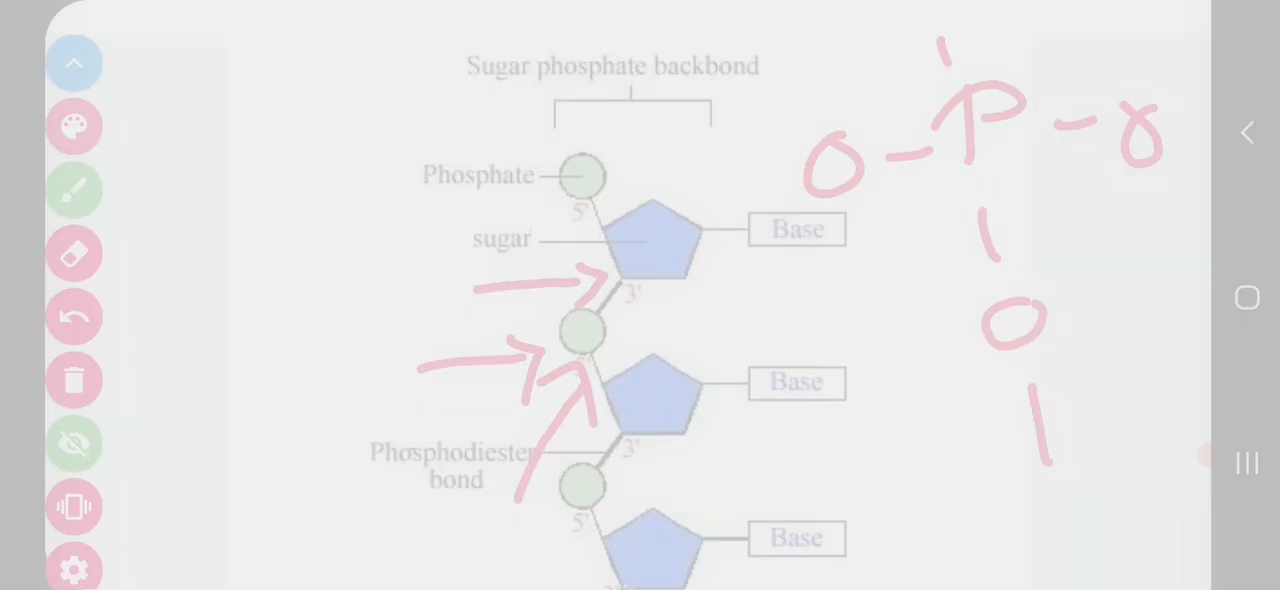 Sugar phosphate backbond
Phosphate
5'
sugar
Base
3'
Base
Phosphodiester
bond
3'
5'
Base
O - P - γ
O